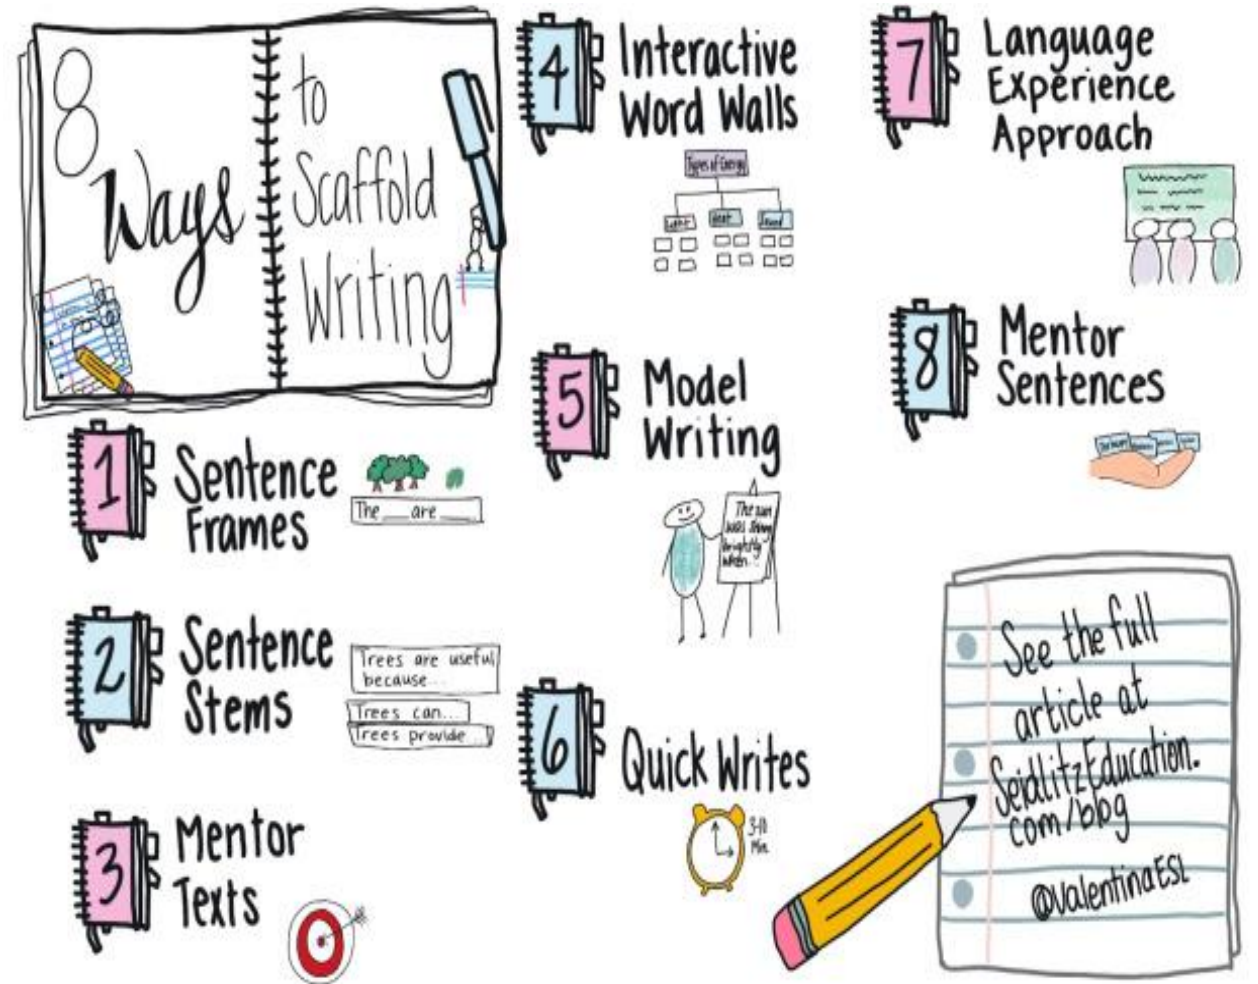 8
Ways
to
Scaffold
Writing
1
Sentence
Frames
The ___ are ___
2
Sentence
Stems
Trees are useful
because...
Trees can...
Trees provide...
3
Mentor
Texts
4
Interactive
Word Walls
Types of Energy
Light
Heat
Sound
5
Model
Writing
The sun
was shining
brightly
when...
6
Quick Writes
3-10
Min
7
Language
Experience
Approach
8
Mentor
Sentences
See the full
article at
SeidlitzEducation.
com/blog
@ValentinaESL